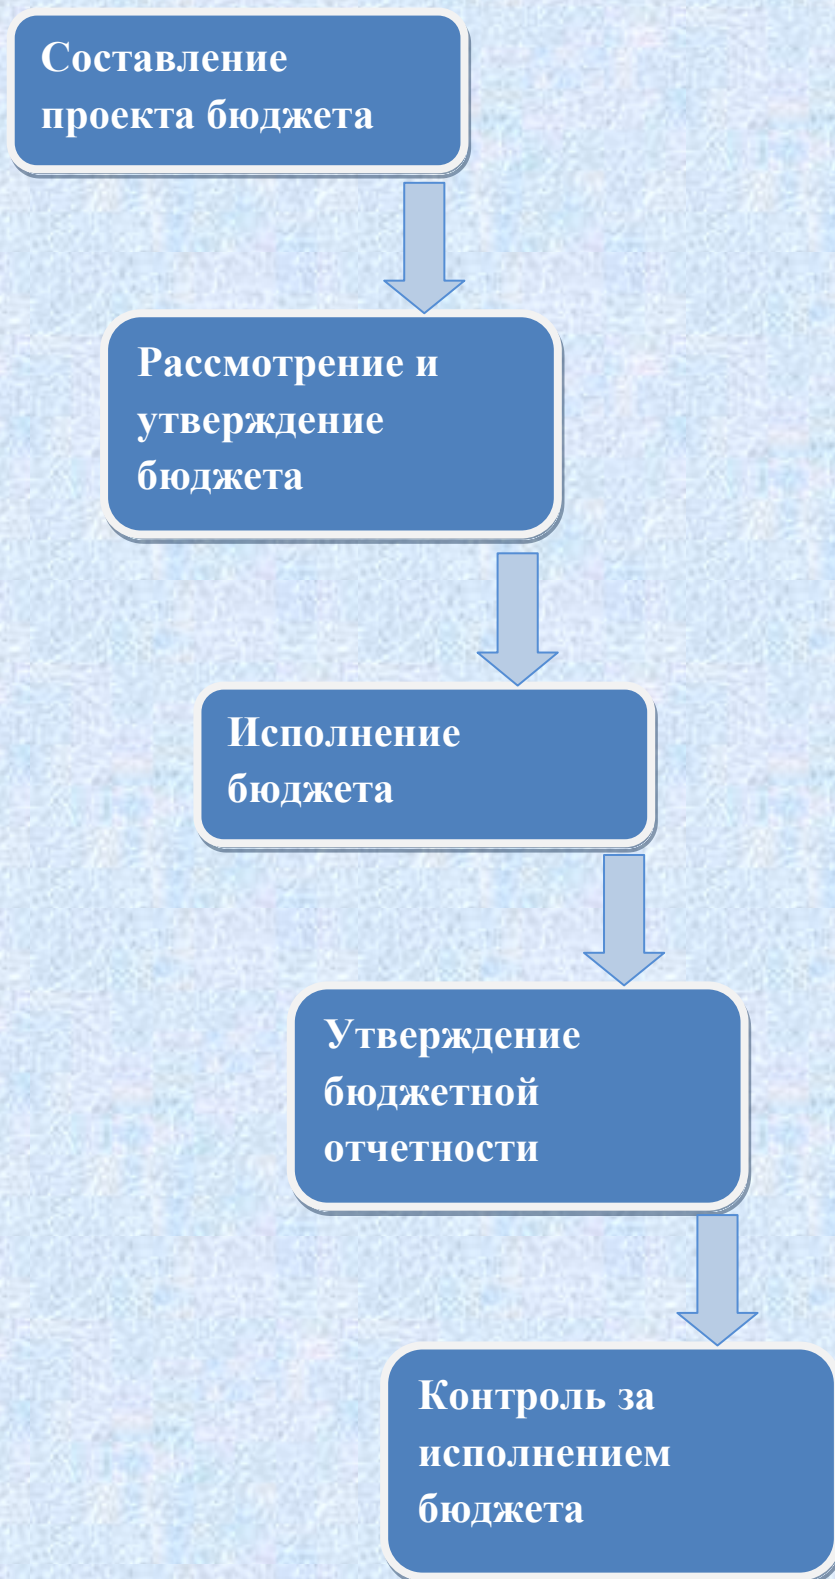 Составление
проекта бюджета
Рассмотрение и
утверждение
бюджета
Исполнение
бюджета
Утверждение
бюджетной
отчетности
Контроль за
исполнением
бюджета